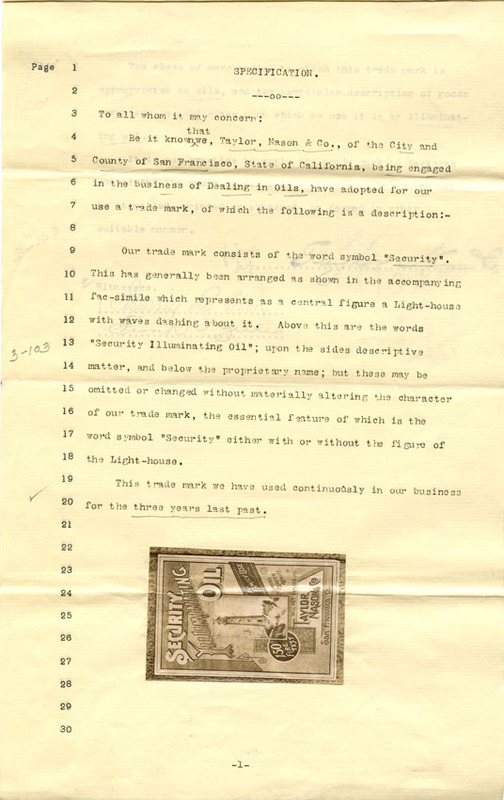 Page 1 SPECIFICATION.
2 ---oo---
3 To all whom it may concern:
that
4 Be it known,we, Taylor, Nason & Co., of the City and
5 County of San Francisco, State of California, being engaged
6 in the business of Dealing in Oils, have adopted for our
7 use a trade mark, of which the following is a description:-
8
9 Our trade mark consists of the word symbol "Security".
10 This has generally been arranged as shown in the accompanying
11 fac-simile which represents as a central figure a Light-house
12 with waves dashing about it. Above this are the words
3-103
13 "Security Illuminating Oil"; upon the sides descriptive
14 matter, and below the proprietary name; but these may be
15 omitted or changed without materially altering the character
16 of our trade mark, the essential feature of which is the
17 word symbol "Security" either with or without the figure of
18 the Light-house.
19 This trade mark we have used continuously in our business
20 for the three years last past.
21
22
23
24
25
26
27
28
29
30
SECURITY
ILLUMINATING
OIL
150°
TAYLOR
NASON & Co
San Francisco
-1-